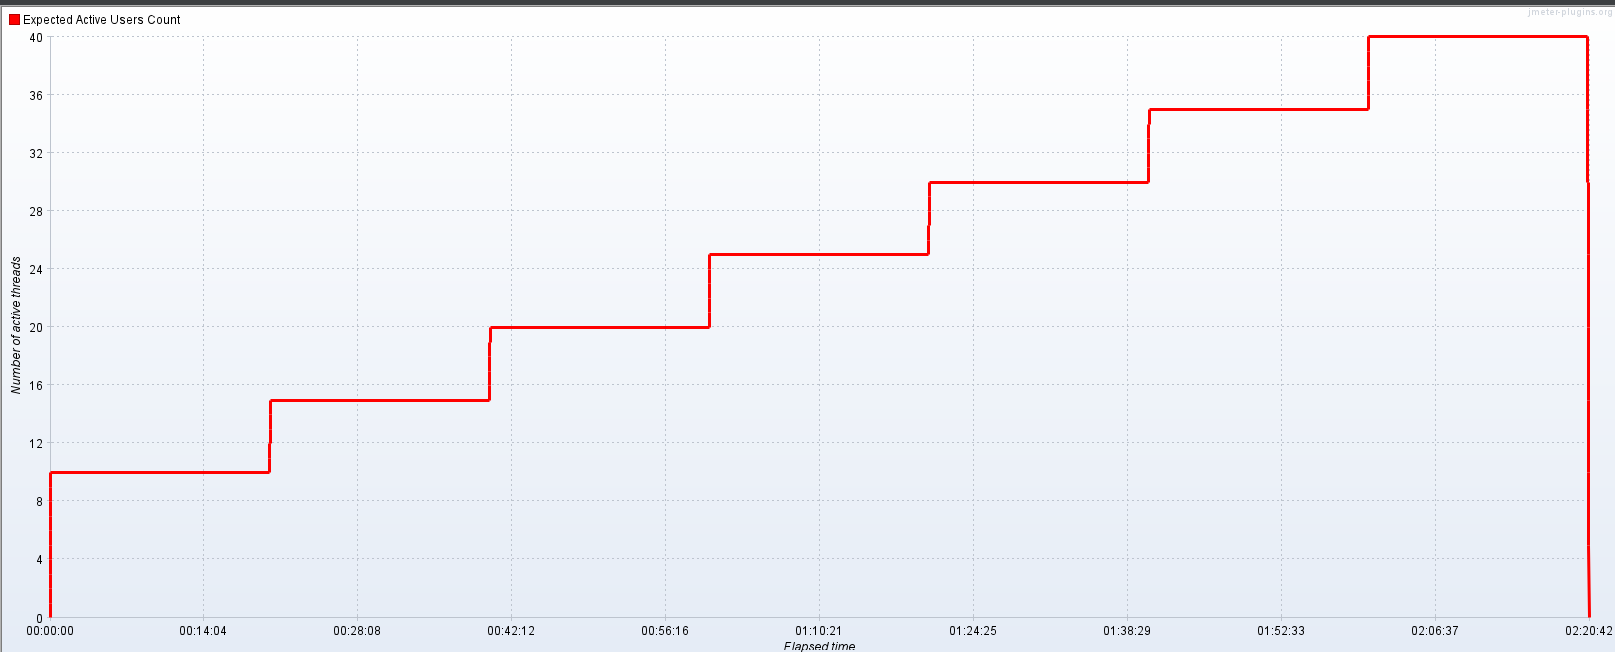 jmeter-plugins.org
Expected Active Users Count
40
36
32
28
24
20
16
12
8
4
0
Number of active threads
00:00:00 00:14:04 00:28:08 00:42:12 00:56:16 01:10:21 01:24:25 01:38:29 01:52:33 02:06:37 02:20:42
Elapsed time